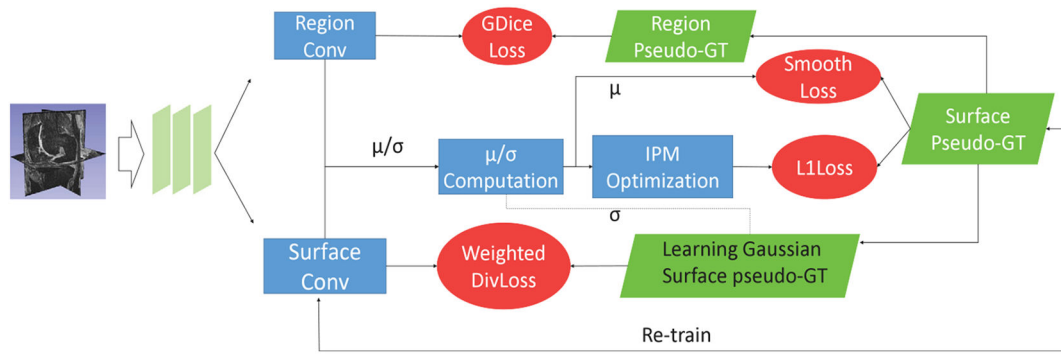 Region
Conv
GDice
Loss
Region
Pseudo-GT
Smooth
Loss
μ
Surface
Pseudo-GT
μ/σ
μ/σ
Computation
IPM
Optimization
L1Loss
σ
Surface
Conv
Weighted
DivLoss
Learning Gaussian
Surface pseudo-GT
Re-train